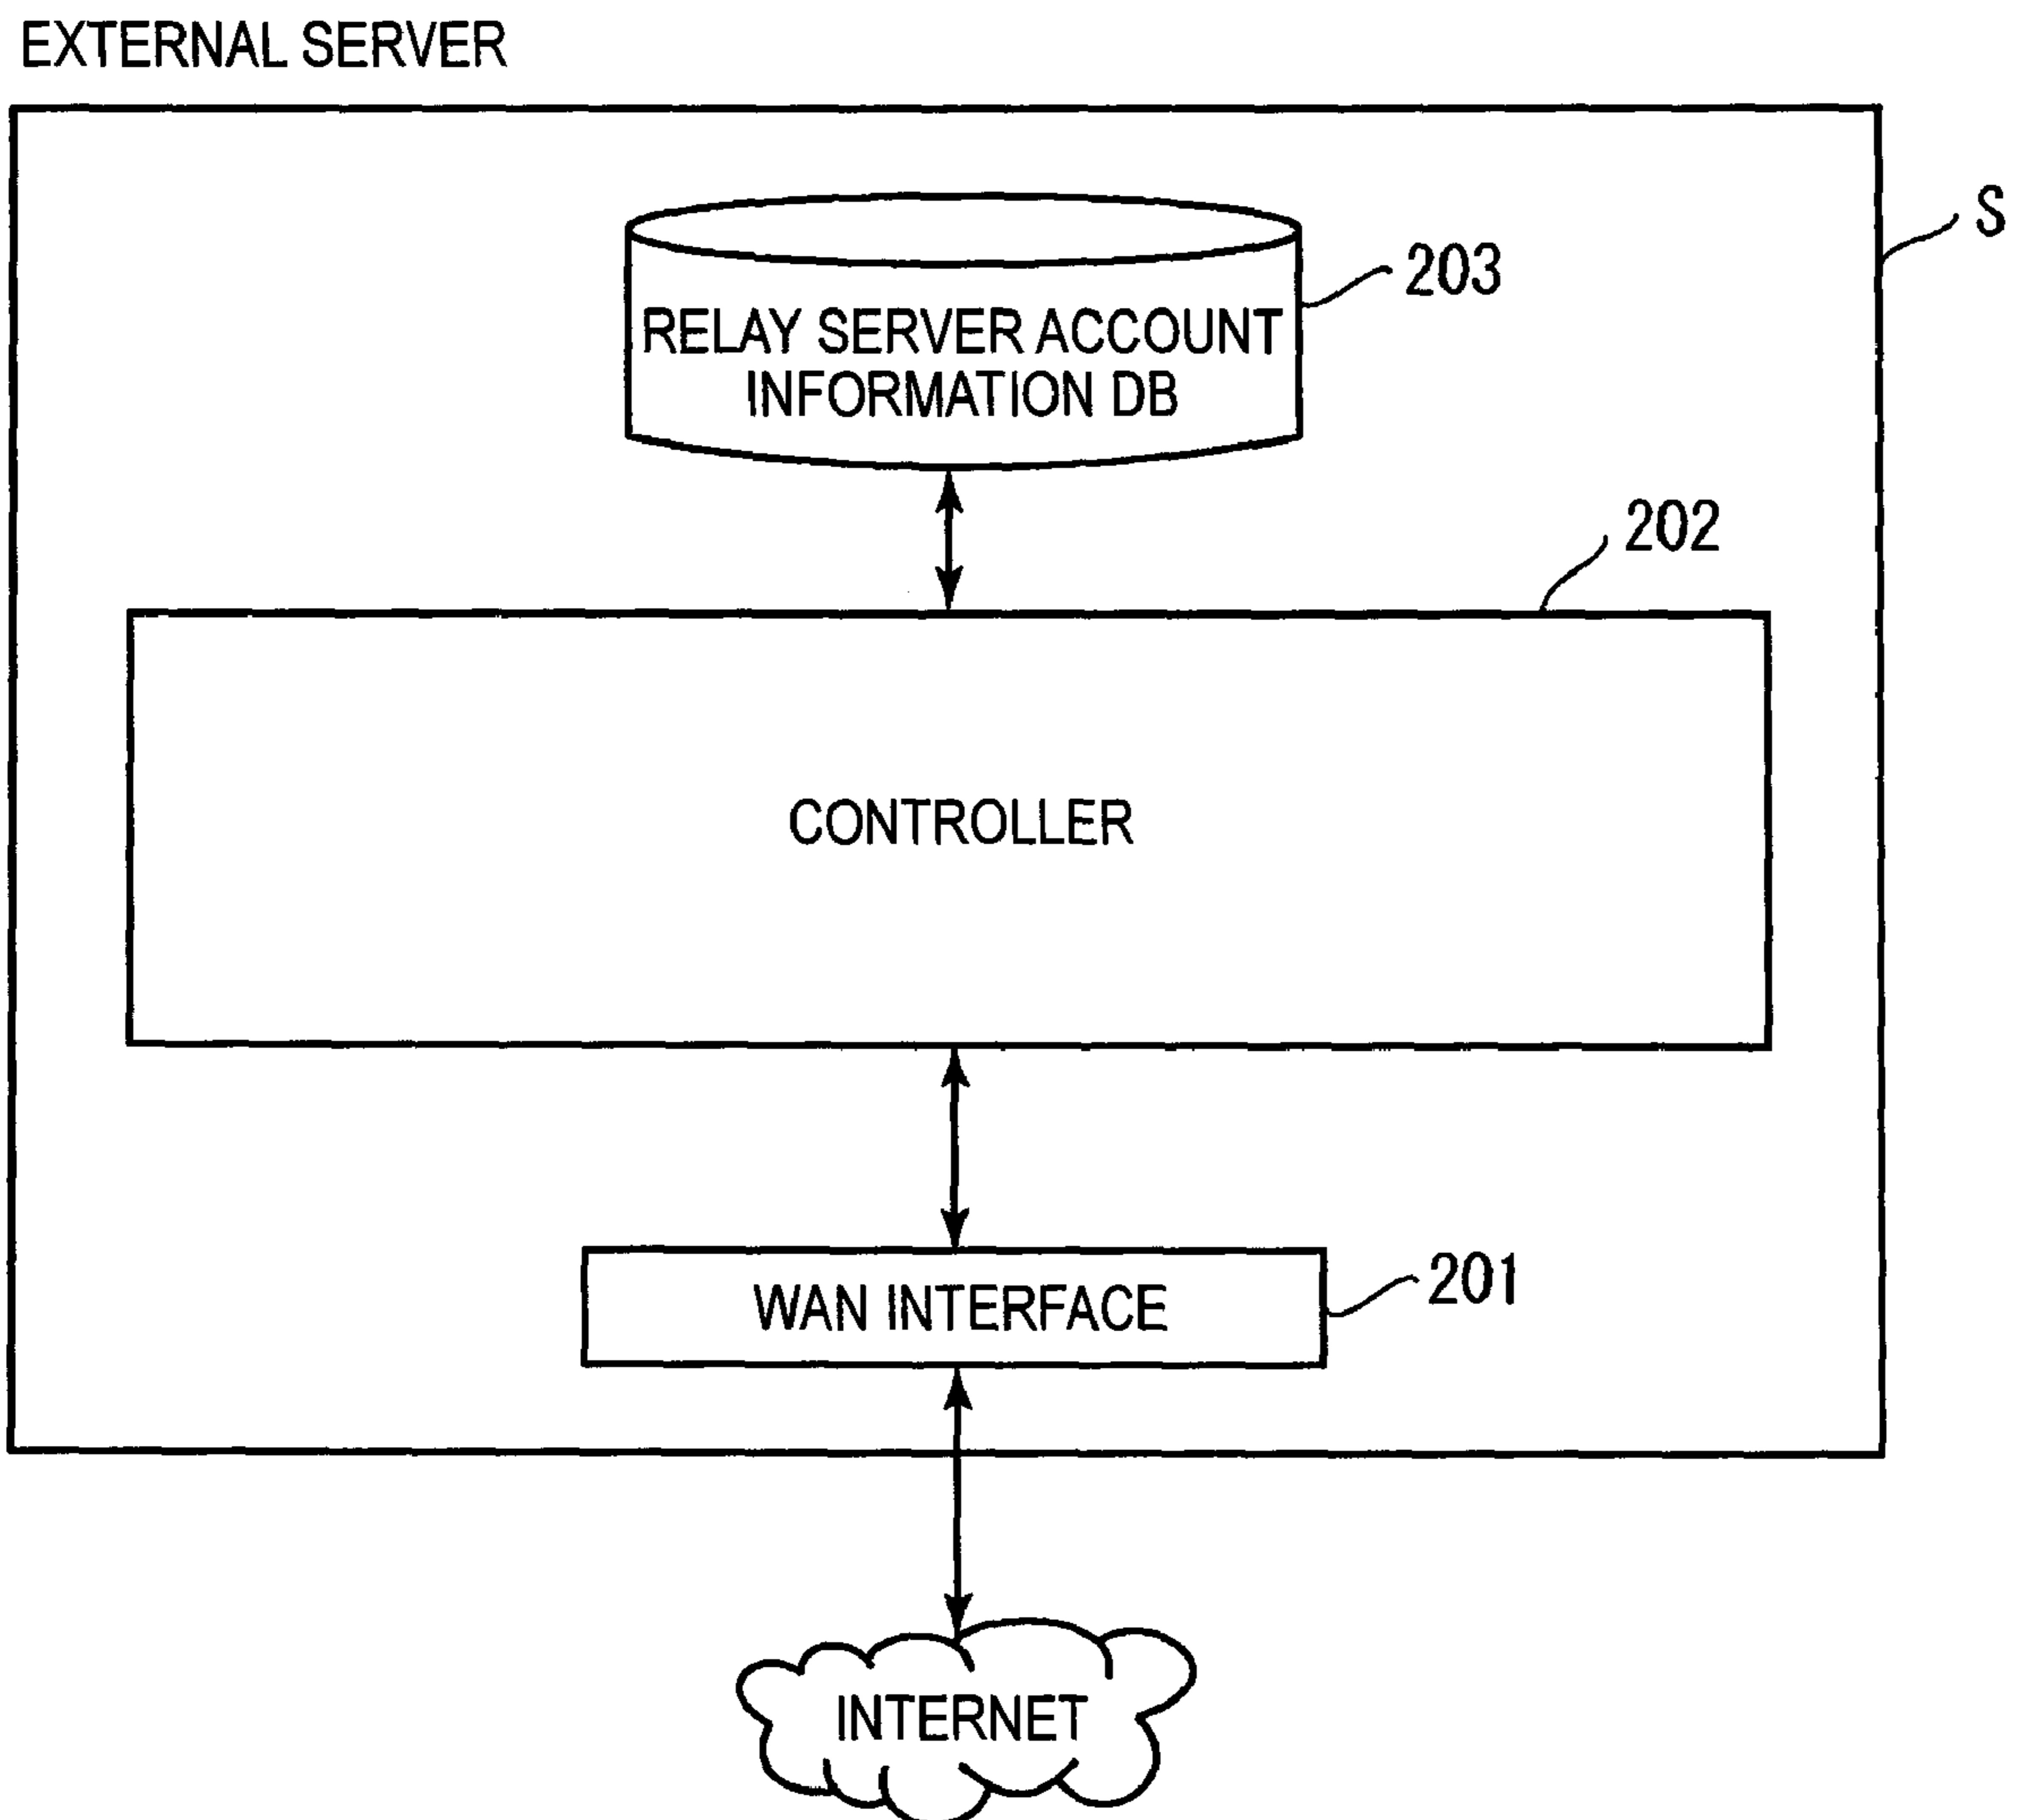 EXTERNAL SERVER
S
203
RELAY SERVER ACCOUNT
INFORMATION DB
202
CONTROLLER
WAN INTERFACE
201
INTERNET